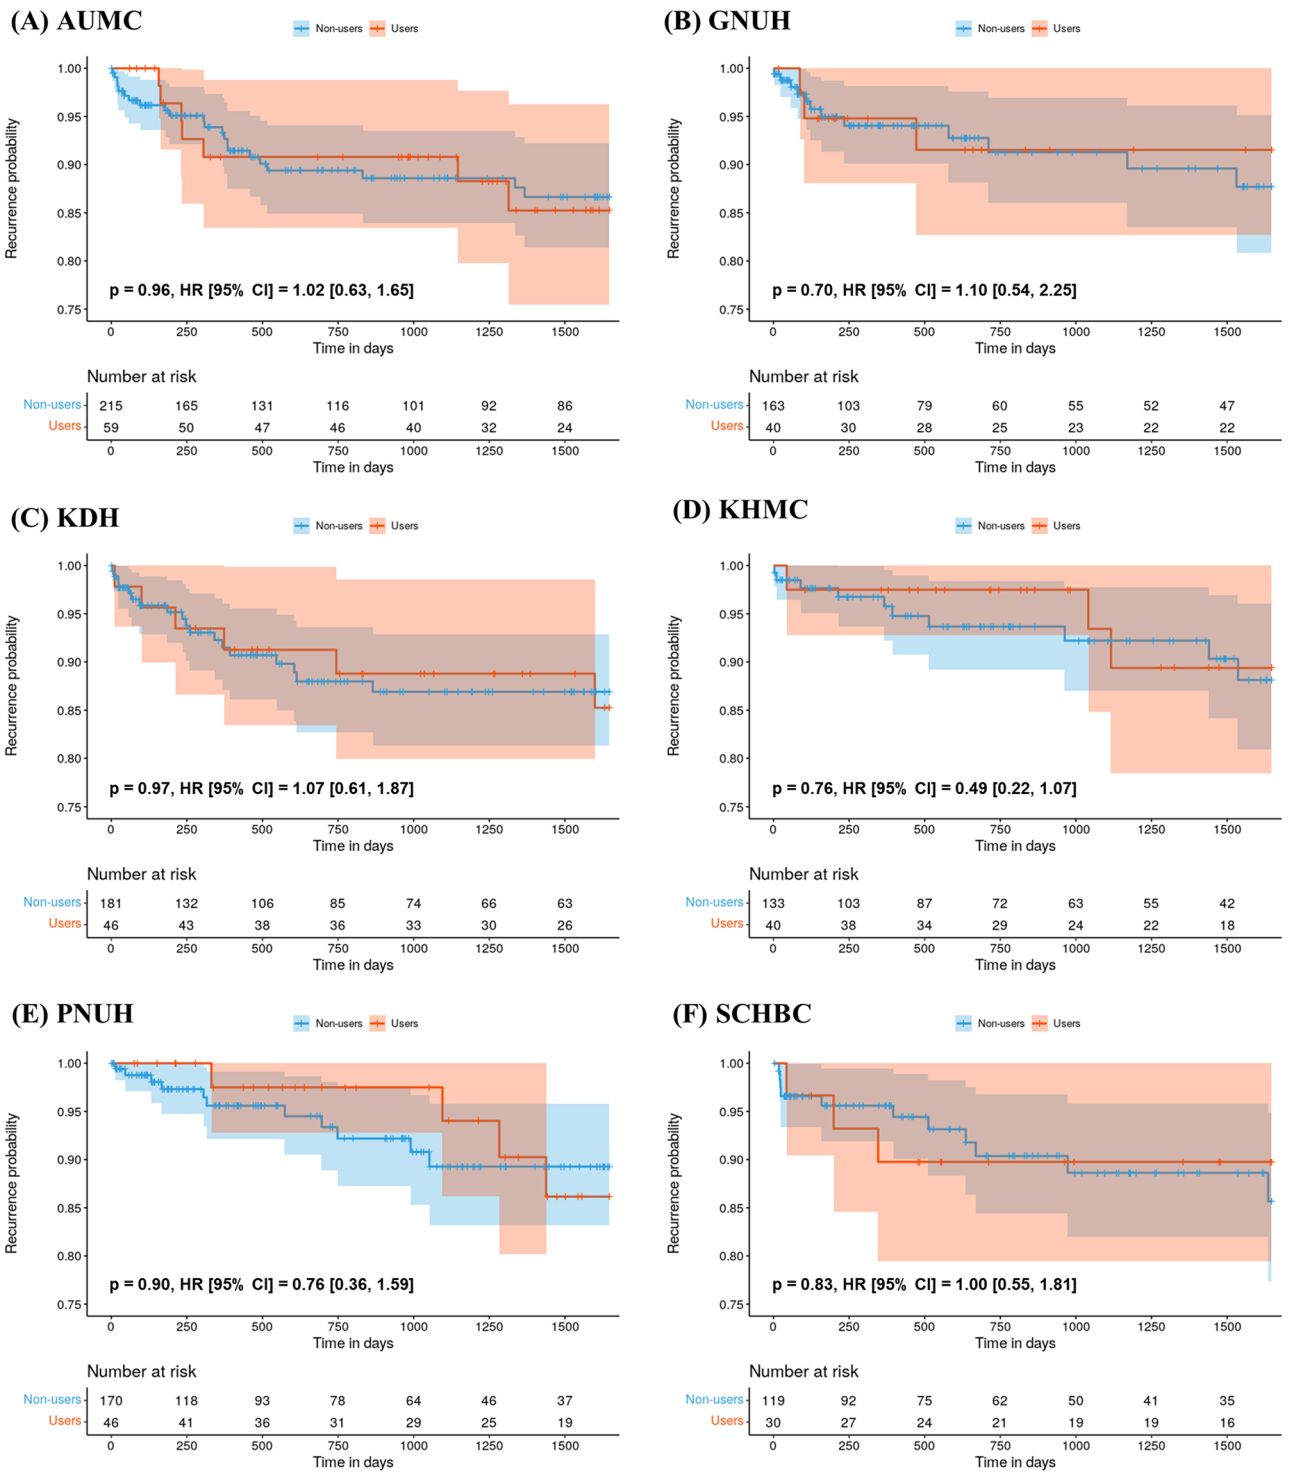 (A) AUMC
Non-users Users
Recurrence probability
1.00
0.95
0.90
0.85
0.80
0.75
p = 0.96, HR [95% CI] = 1.02 [0.63, 1.65]
0 250 500 750 1000 1250 1500
Time in days
Number at risk
Non-users 215 165 131 116 101 92 86
Users 59 50 47 46 40 32 24
0 250 500 750 1000 1250 1500
Time in days
(B) GNUH
Non-users Users
Recurrence probability
1.00
0.95
0.90
0.85
0.80
0.75
p = 0.70, HR [95% CI] = 1.10 [0.54, 2.25]
0 250 500 750 1000 1250 1500
Time in days
Number at risk
Non-users 163 103 79 60 55 52 47
Users 40 30 28 25 23 22 22
0 250 500 750 1000 1250 1500
Time in days
(C) KDH
Non-users Users
Recurrence probability
1.00
0.95
0.90
0.85
0.80
0.75
p = 0.97, HR [95% CI] = 1.07 [0.61, 1.87]
0 250 500 750 1000 1250 1500
Time in days
Number at risk
Non-users 181 132 106 85 74 66 63
Users 46 43 38 36 33 30 26
0 250 500 750 1000 1250 1500
Time in days
(D) KHMC
Non-users Users
Recurrence probability
1.00
0.95
0.90
0.85
0.80
0.75
p = 0.76, HR [95% CI] = 0.49 [0.22, 1.07]
0 250 500 750 1000 1250 1500
Time in days
Number at risk
Non-users 133 103 87 72 63 55 42
Users 40 38 34 29 24 22 18
0 250 500 750 1000 1250 1500
Time in days
(E) PNUH
Non-users Users
Recurrence probability
1.00
0.95
0.90
0.85
0.80
0.75
p = 0.90, HR [95% CI] = 0.76 [0.36, 1.59]
0 250 500 750 1000 1250 1500
Time in days
Number at risk
Non-users 170 118 93 78 64 46 37
Users 46 41 36 31 29 25 19
0 250 500 750 1000 1250 1500
Time in days
(F) SCHBC
Non-users Users
Recurrence probability
1.00
0.95
0.90
0.85
0.80
0.75
p = 0.83, HR [95% CI] = 1.00 [0.55, 1.81]
0 250 500 750 1000 1250 1500
Time in days
Number at risk
Non-users 119 92 75 62 50 41 35
Users 30 27 24 21 19 19 16
0 250 500 750 1000 1250 1500
Time in days